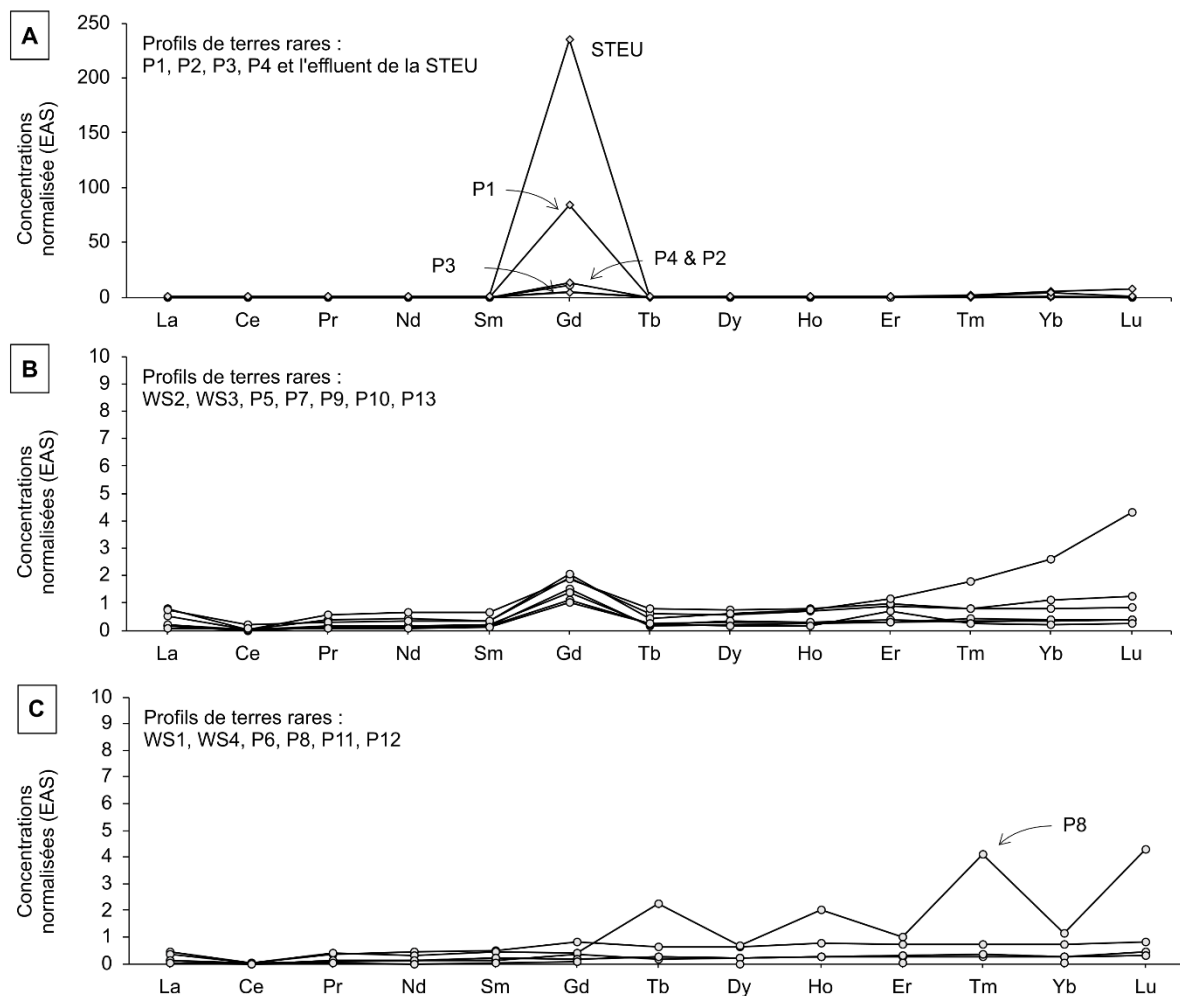 A
Profils de terres rares :
P1, P2, P3, P4 et l'effluent de la STEU
Concentrations
normalisée (EAS)
250
200
150
100
50
0
STEU
P1
P3
P4 & P2
La Ce Pr Nd Sm Gd Tb Dy Ho Er Tm Yb Lu
B
Profils de terres rares :
WS2, WS3, P5, P7, P9, P10, P13
Concentrations
normalisées (EAS)
10
9
8
7
6
5
4
3
2
1
0
La Ce Pr Nd Sm Gd Tb Dy Ho Er Tm Yb Lu
C
Profils de terres rares :
WS1, WS4, P6, P8, P11, P12
Concentrations
normalisées (EAS)
10
9
8
7
6
5
4
3
2
1
0
P8
La Ce Pr Nd Sm Gd Tb Dy Ho Er Tm Yb Lu